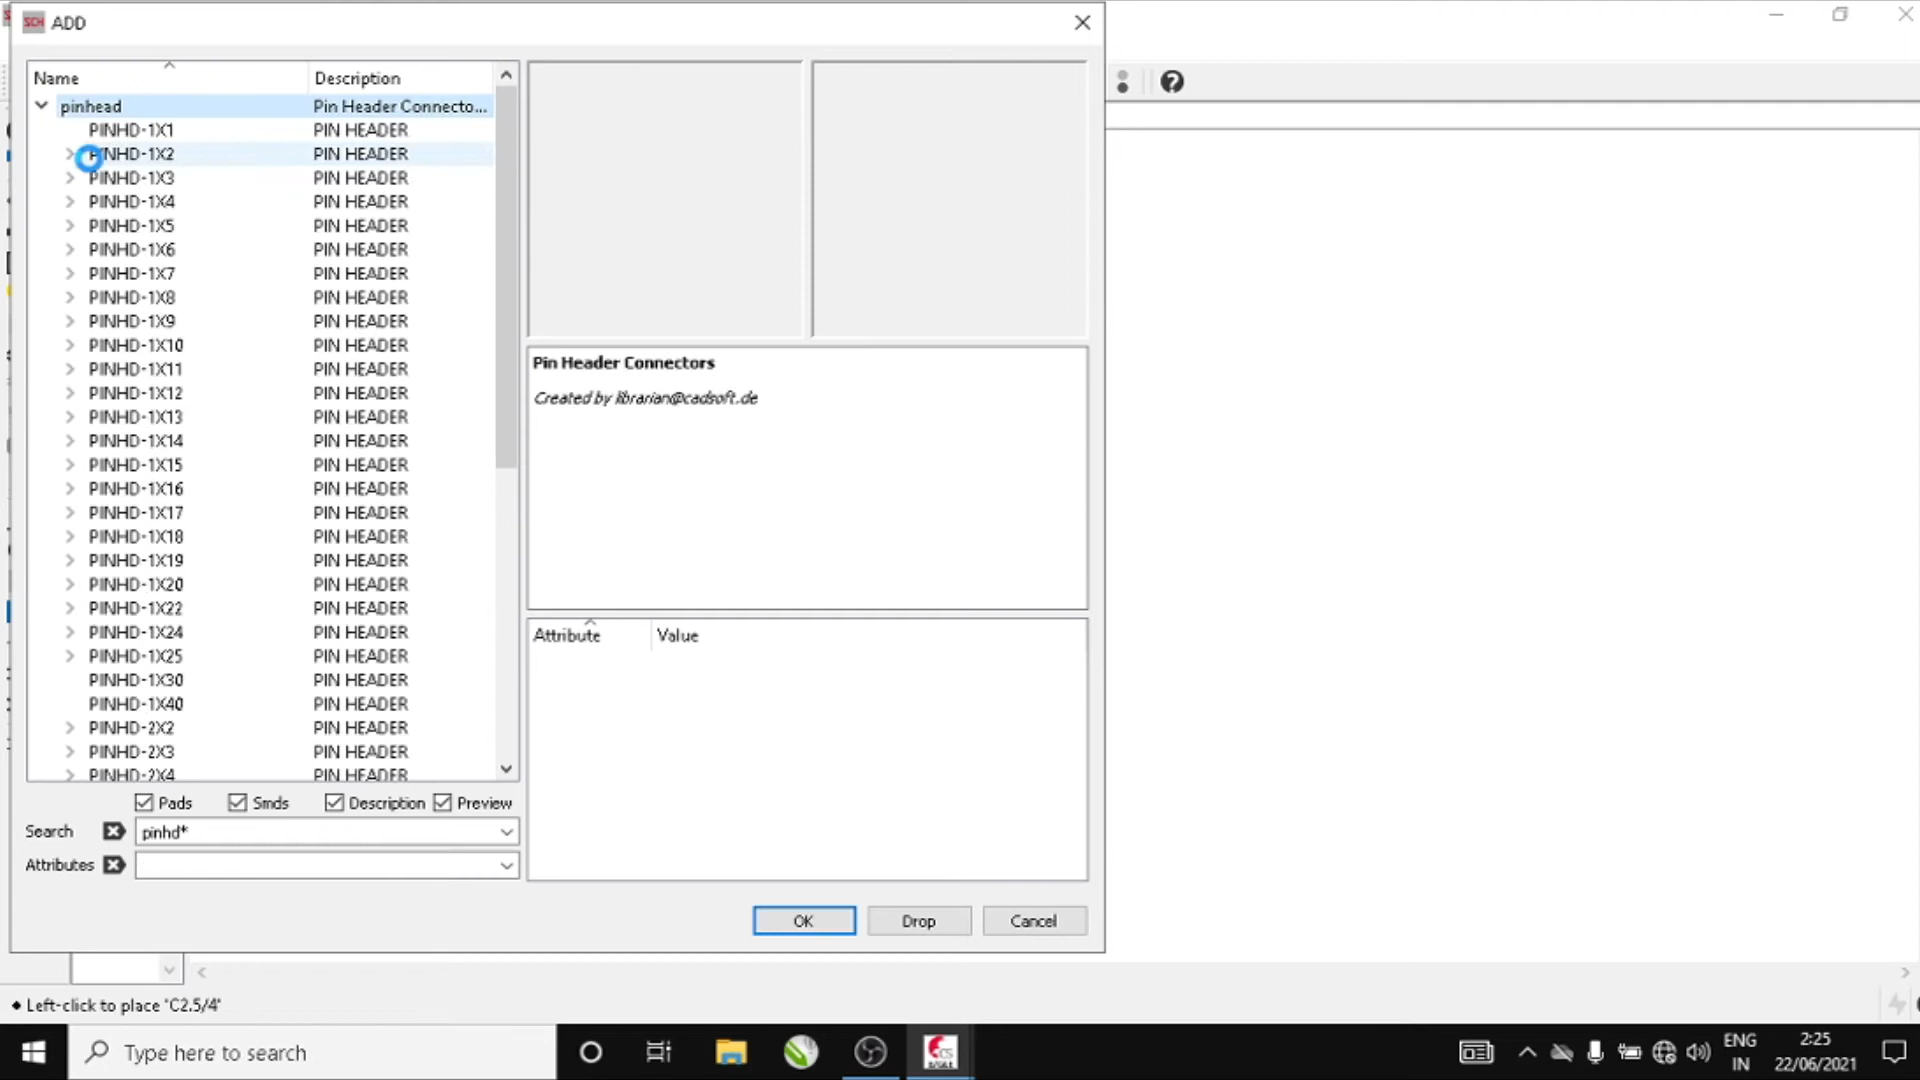 SCH ADD
Name Description
pinhead Pin Header Connecto...
PINHD-1X1 PIN HEADER
PINHD-1X2 PIN HEADER
PINHD-1X3 PIN HEADER
PINHD-1X4 PIN HEADER
PINHD-1X5 PIN HEADER
PINHD-1X6 PIN HEADER
PINHD-1X7 PIN HEADER
PINHD-1X8 PIN HEADER
PINHD-1X9 PIN HEADER
PINHD-1X10 PIN HEADER
PINHD-1X11 PIN HEADER
PINHD-1X12 PIN HEADER
PINHD-1X13 PIN HEADER
PINHD-1X14 PIN HEADER
PINHD-1X15 PIN HEADER
PINHD-1X16 PIN HEADER
PINHD-1X17 PIN HEADER
PINHD-1X18 PIN HEADER
PINHD-1X19 PIN HEADER
PINHD-1X20 PIN HEADER
PINHD-1X22 PIN HEADER
PINHD-1X24 PIN HEADER
PINHD-1X25 PIN HEADER
PINHD-1X30 PIN HEADER
PINHD-1X40 PIN HEADER
PINHD-2X2 PIN HEADER
PINHD-2X3 PIN HEADER
PINHD-2X4 PIN HEADER
Pads Smds Description Preview
Search pinhd*
Attributes
Pin Header Connectors
Created by librarian@cadsoft.de
Attribute Value
OK Drop Cancel
Left-click to place 'C2.5/4'
Type here to search
CS
EAGLE
ENG
IN
2:25
22/06/2021